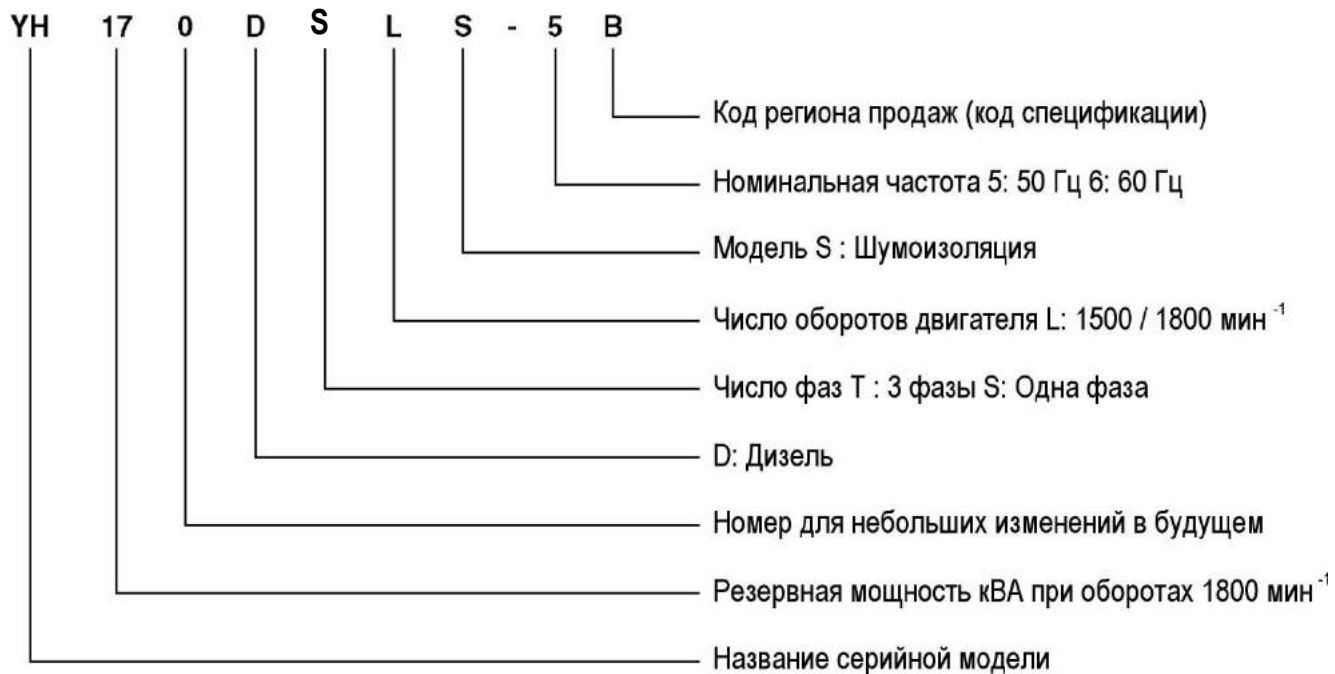 YH 17 0 D S L S - 5 B
Код региона продаж (код спецификации)
Номинальная частота 5: 50 Гц 6: 60 Гц
Модель S : Шумоизоляция
Число оборотов двигателя L: 1500 / 1800 мин -1
Число фаз T : 3 фазы S: Одна фаза
D: Дизель
Номер для небольших изменений в будущем
Резервная мощность кВА при оборотах 1800 мин -1
Название серийной модели